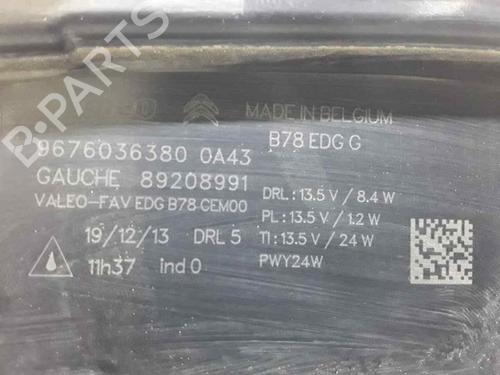 MADE IN BELGIUM
9676036380 0A43
B78 EDG G
GAUCHE 89208991
VALEO-FAV EDG B78 CEM00
DRL : 13.5 V / 8.4 W
PL : 13.5 V / 1.2 W
19/12/13 DRL 5
TI : 13.5 V / 24 W
11h37 ind 0
PWY24W
B-PARTS